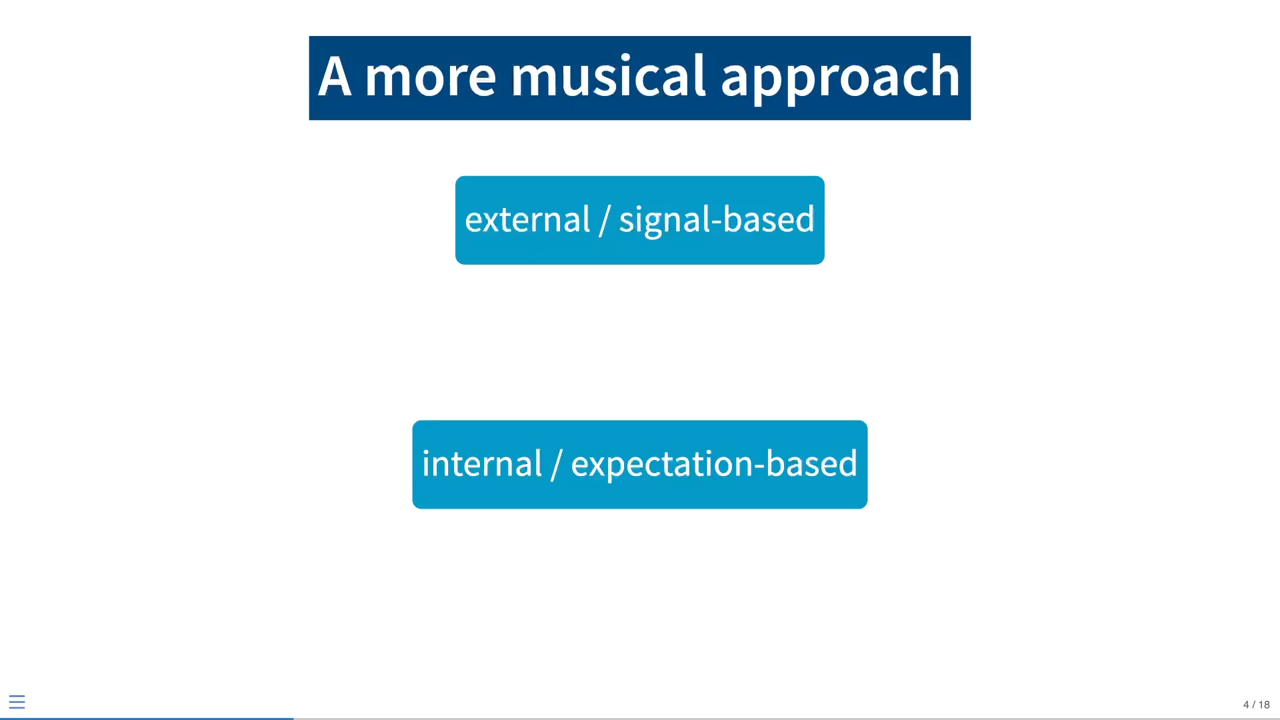 A more musical approach
external / signal-based
internal / expectation-based
4 / 18